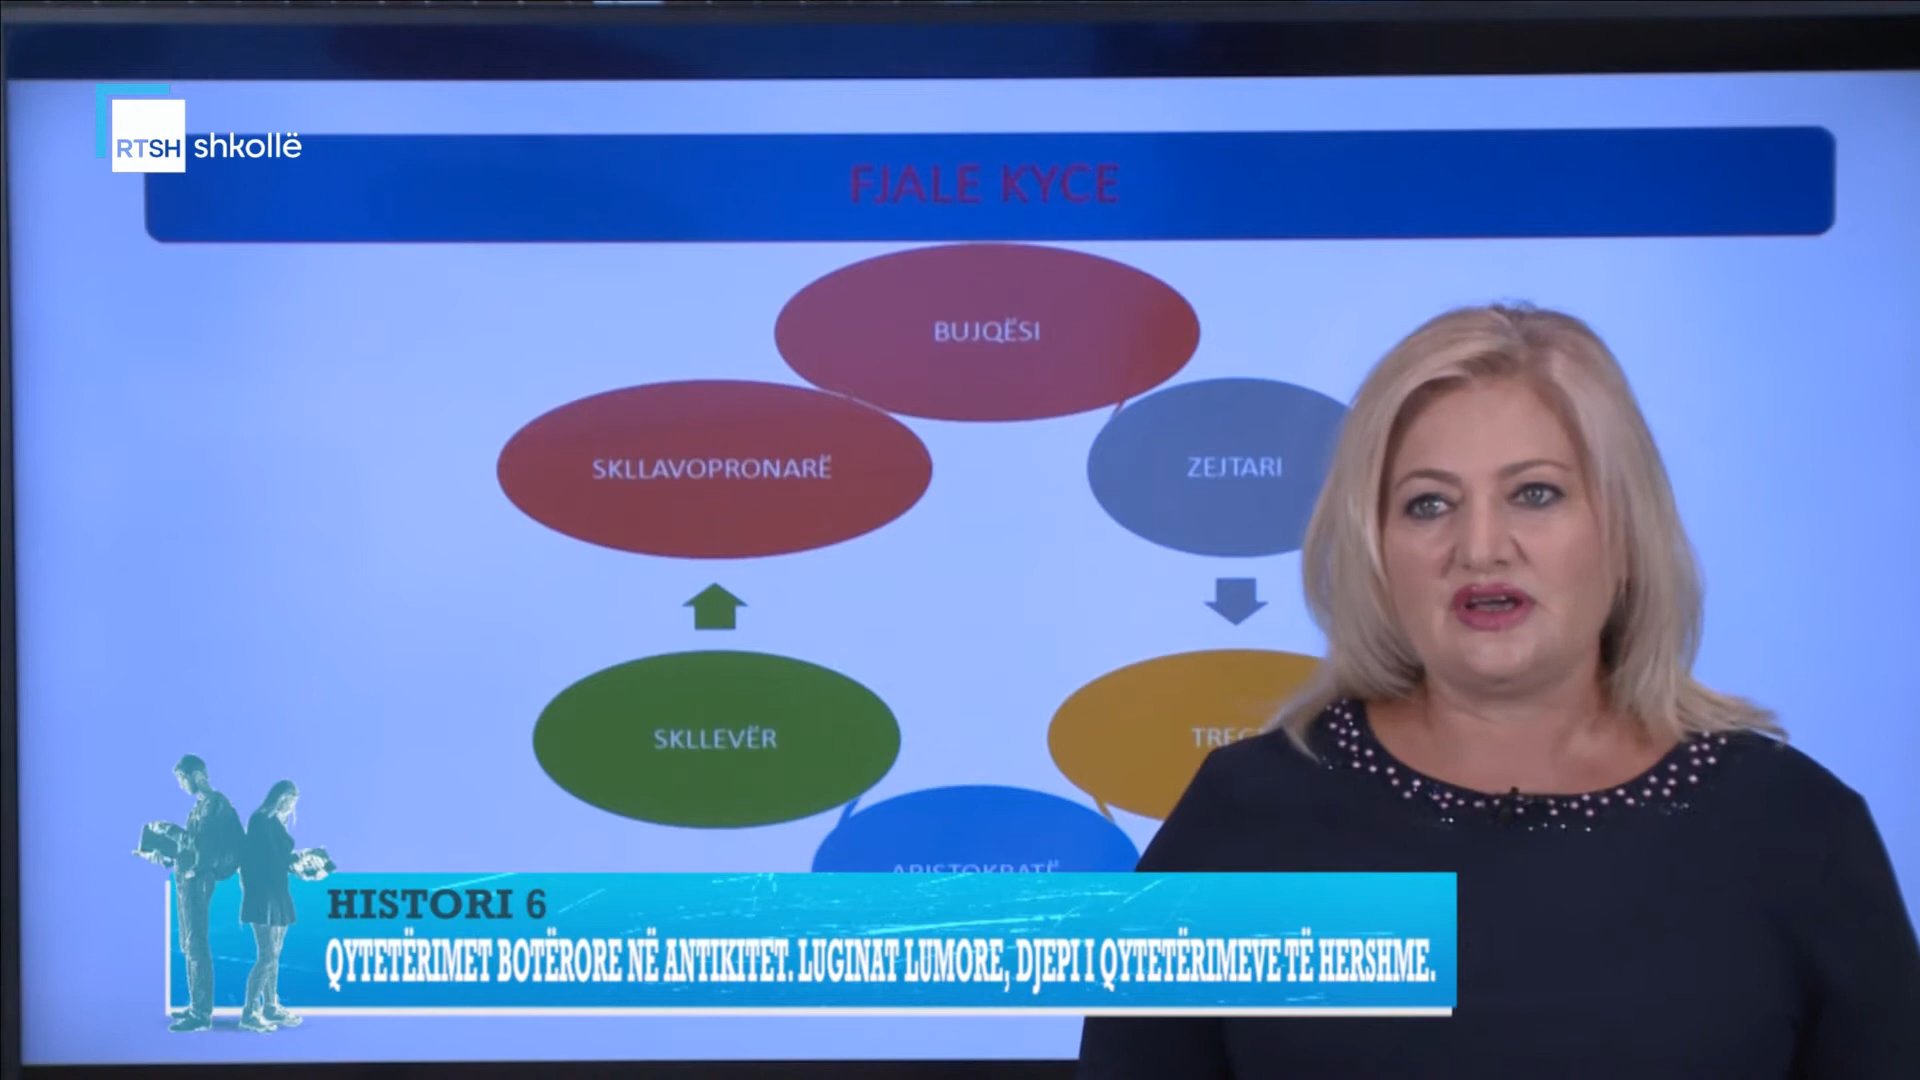 RTSH shkollë
FJALE KYCE
BUJQËSI
SKLLAVOPRONARË
ZEJTARI
SKLLEVËR
ARISTOKRATË
HISTORI 6
QYTETËRIMET BOTËRORE NË ANTIKITET. LUGINAT LUMORE, DJEPI I QYTETËRIMEVE TË HERSHME.